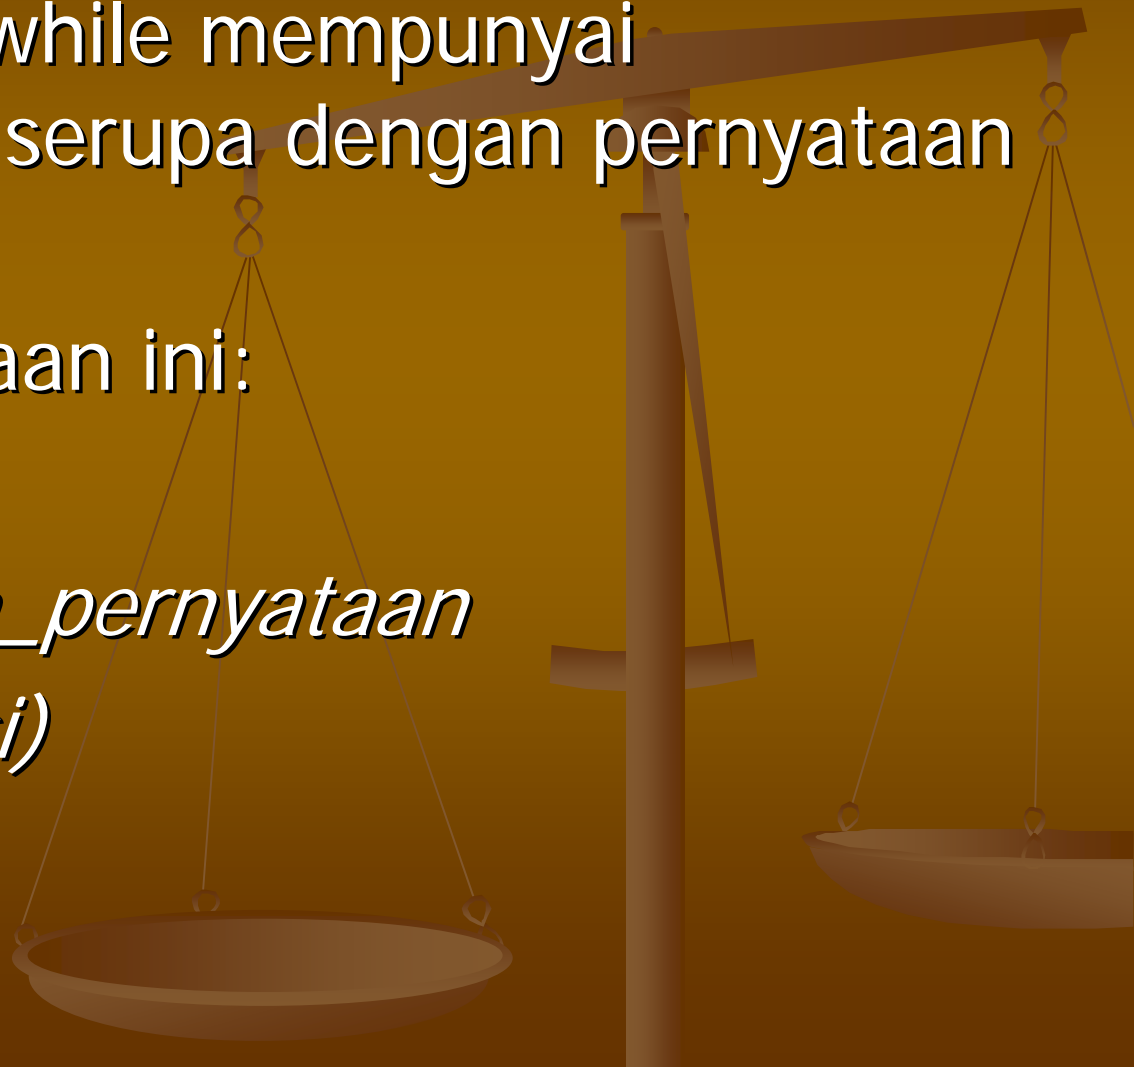 while mempunyai
serupa dengan pernyataan
aan ini:
_pernyataan
i)